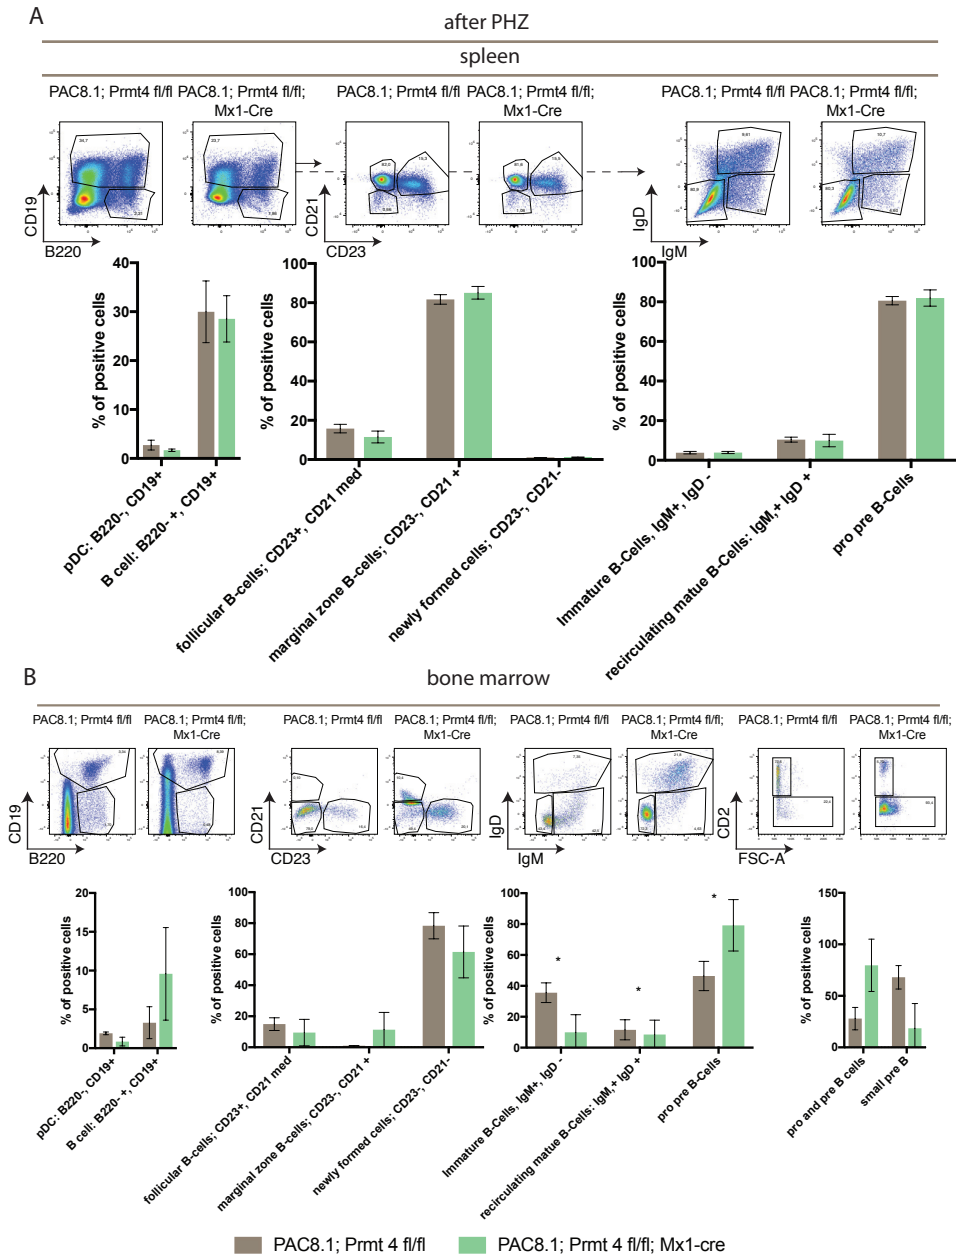 A
after PHZ
spleen
PAC8.1; Prmt4 fl/fl
PAC8.1; Prmt4 fl/fl;
Mx1-Cre
PAC8.1; Prmt4 fl/fl
PAC8.1; Prmt4 fl/fl;
Mx1-Cre
PAC8.1; Prmt4 fl/fl
PAC8.1; Prmt4 fl/fl;
Mx1-Cre
CD19
B220
CD21
CD23
IgD
IgM
% of positive cells
40
30
20
10
0
pDC: B220-, CD19+
B cell: B220- +, CD19+
% of positive cells
100
80
60
40
20
0
follicular B-cells; CD23+, CD21 med
marginal zone B-cells; CD23-, CD21 +
newly formed cells; CD23-, CD21-
% of positive cells
100
80
60
40
20
0
Immature B-Cells, IgM+, IgD -
recirculating matue B-Cells: IgM,+ IgD +
pro pre B-Cells
B
bone marrow
PAC8.1; Prmt4 fl/fl
PAC8.1; Prmt4 fl/fl;
Mx1-Cre
PAC8.1; Prmt4 fl/fl
PAC8.1; Prmt4 fl/fl;
Mx1-Cre
PAC8.1; Prmt4 fl/fl
PAC8.1; Prmt4 fl/fl;
Mx1-Cre
PAC8.1; Prmt4 fl/fl
PAC8.1; Prmt4 fl/fl;
Mx1-Cre
CD19
B220
CD21
CD23
IgD
IgM
CD2
FSC-A
% of positive cells
20
15
10
5
0
pDC: B220-, CD19+
B cell: B220- +, CD19+
% of positive cells
100
80
60
40
20
0
follicular B-cells; CD23+, CD21 med
marginal zone B-cells; CD23-, CD21 +
newly formed cells; CD23-, CD21-
% of positive cells
100
80
60
40
20
0
*
*
*
Immature B-Cells, IgM+, IgD -
recirculating matue B-Cells: IgM,+ IgD +
pro pre B-Cells
% of positive cells
150
100
50
0
pro and pre B cells
small pre B
PAC8.1; Prmt 4 fl/fl
PAC8.1; Prmt 4 fl/fl; Mx1-cre